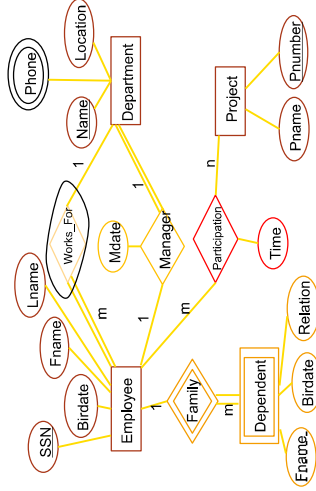 Phone
Lname
SSN
Fname
Works_For
Birdate
Name
Location
1
m
Mdate
Employee
Department
1
1
1
Manager
m
Family
n
Participation
m
Project
Dependent
Time
Pname
Pnumber
Fname.
Birdate
Relation